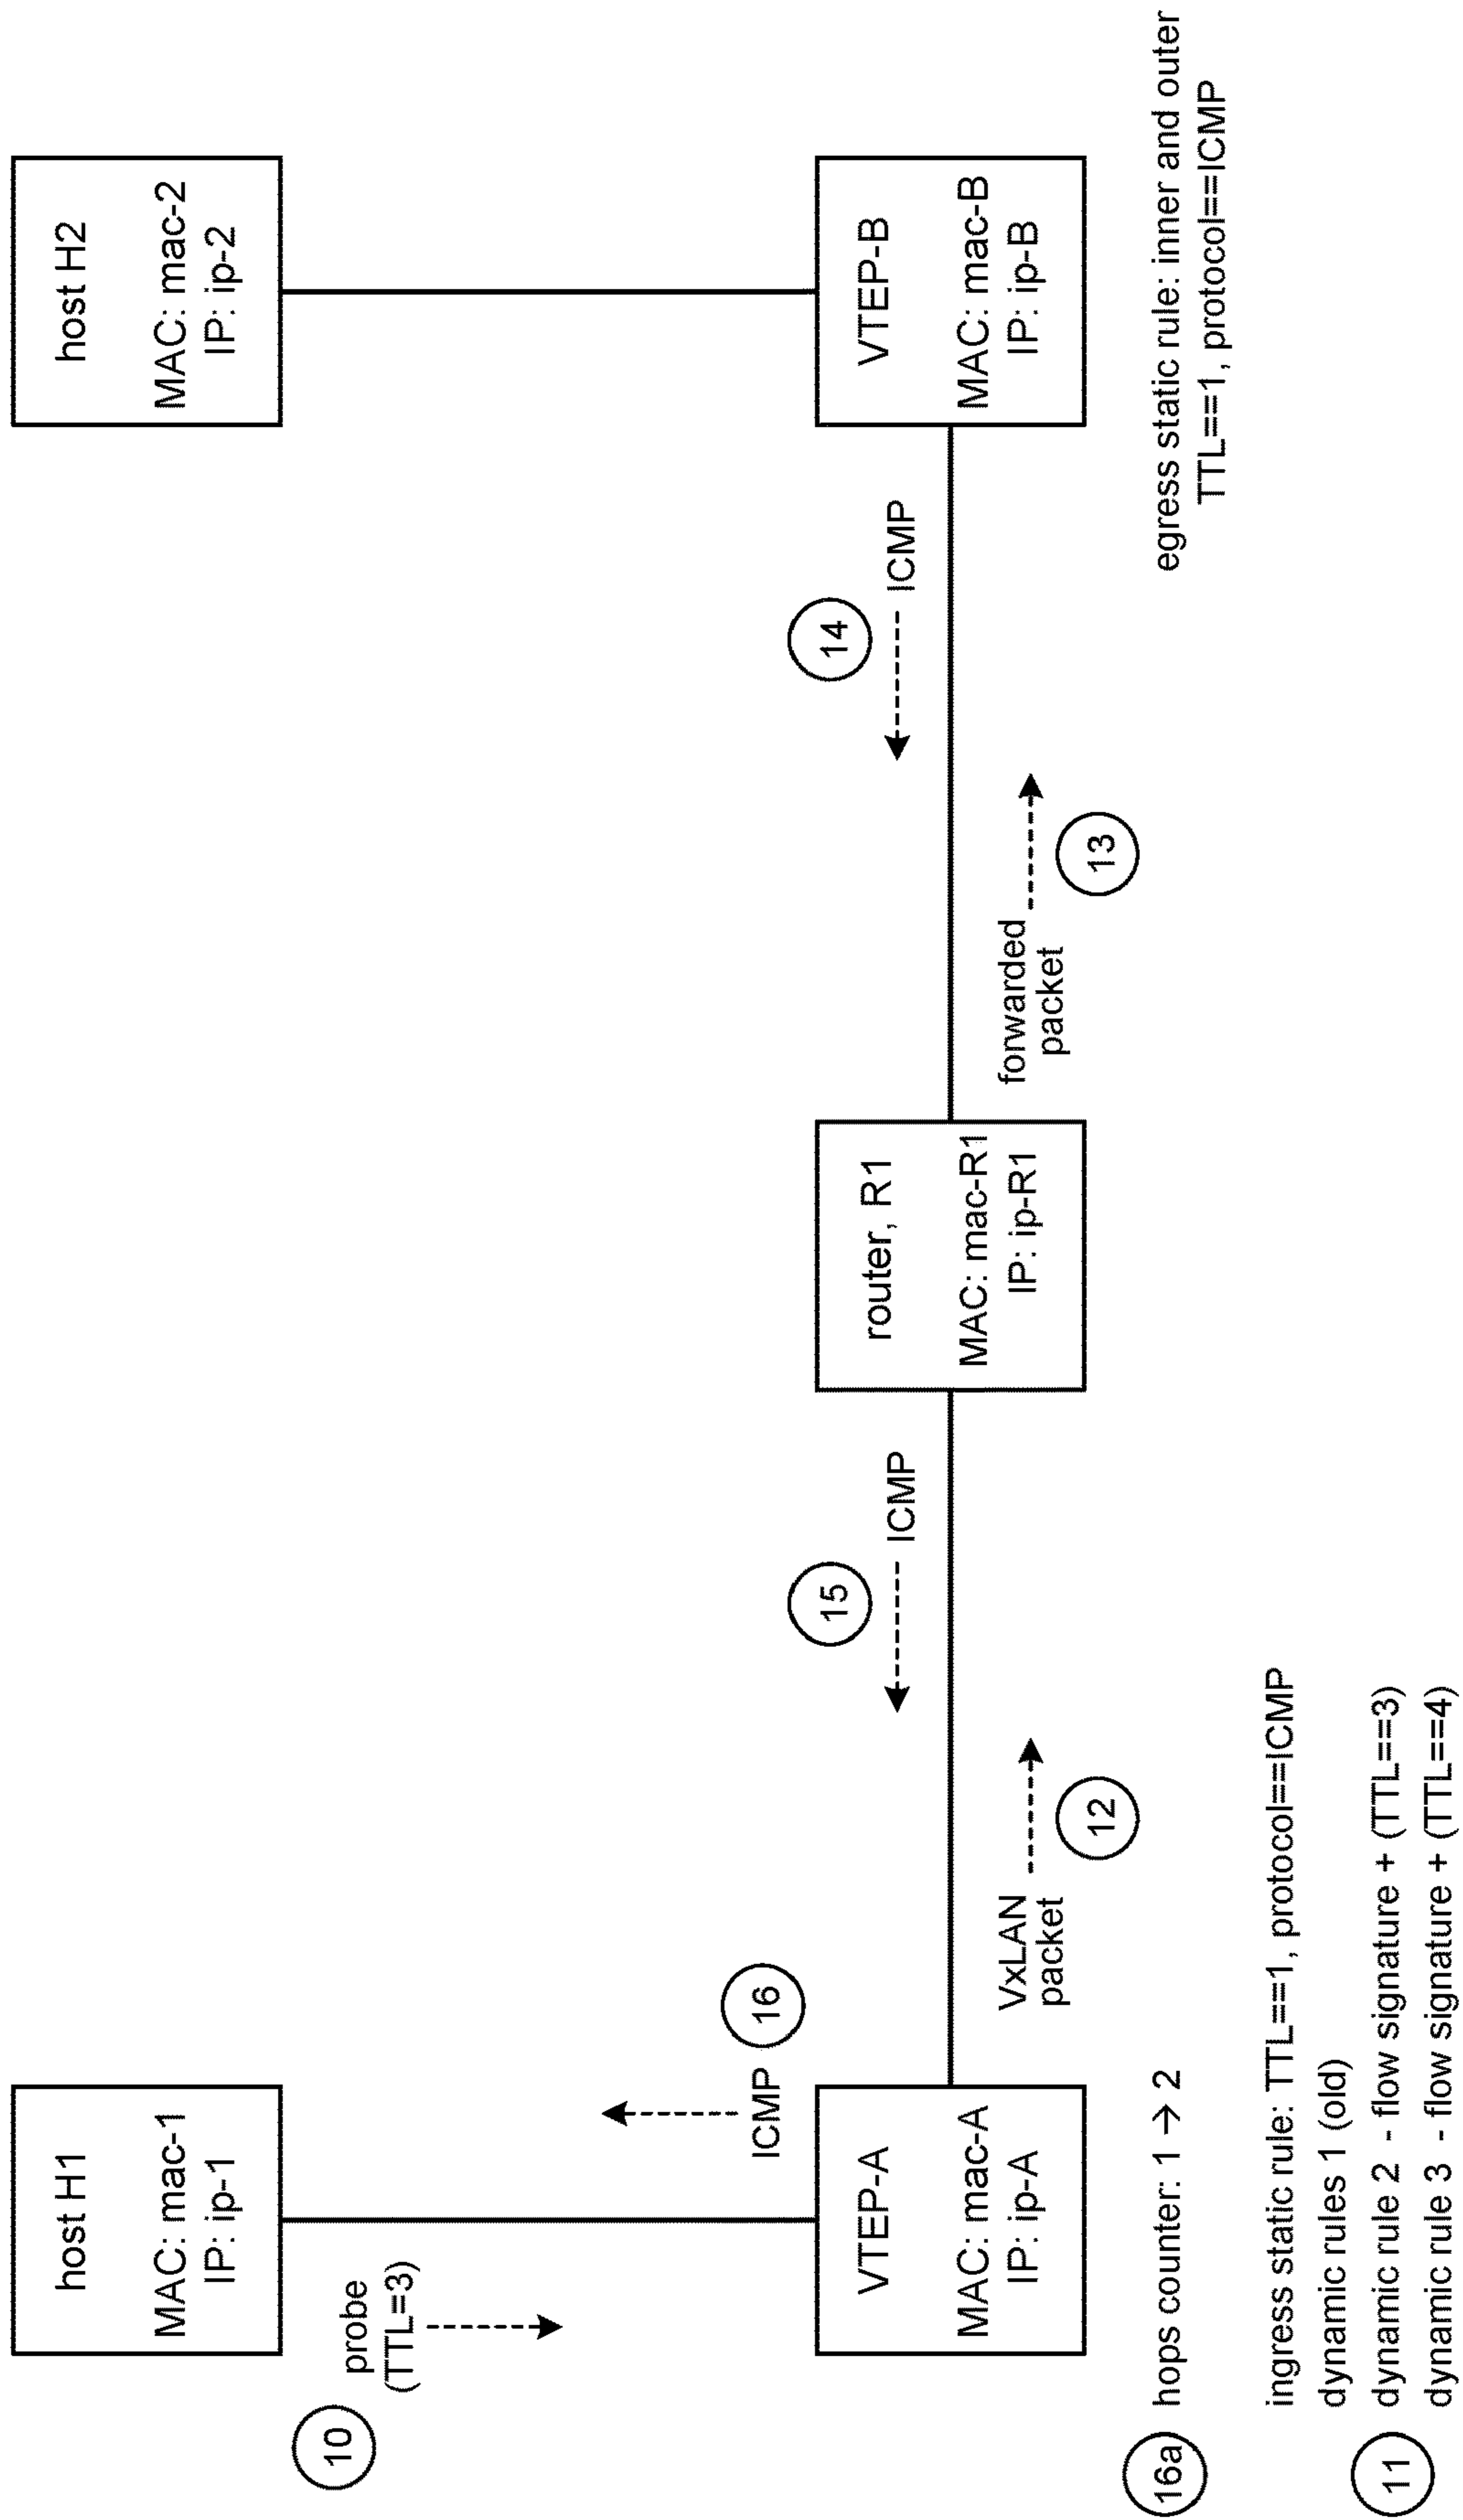 host H1
MAC: mac-1
IP: ip-1
host H2
MAC: mac-2
IP: ip-2
10
probe
(TTL=3)
ICMP
16
15
ICMP
14
ICMP
VTEP-A
MAC: mac-A
IP: ip-A
router, R1
MAC: mac-R1
IP: ip-R1
VTEP-B
MAC: mac-B
IP: ip-B
VxLAN
packet
12
forwarded
packet
13
16a
hops counter: 1 → 2
egress static rule: inner and outer
TTL==1, protocol==ICMP
ingress static rule: TTL==1, protocol==ICMP
dynamic rules 1 (old)
11
dynamic rule 2 - flow signature + (TTL==3)
dynamic rule 3 - flow signature + (TTL==4)